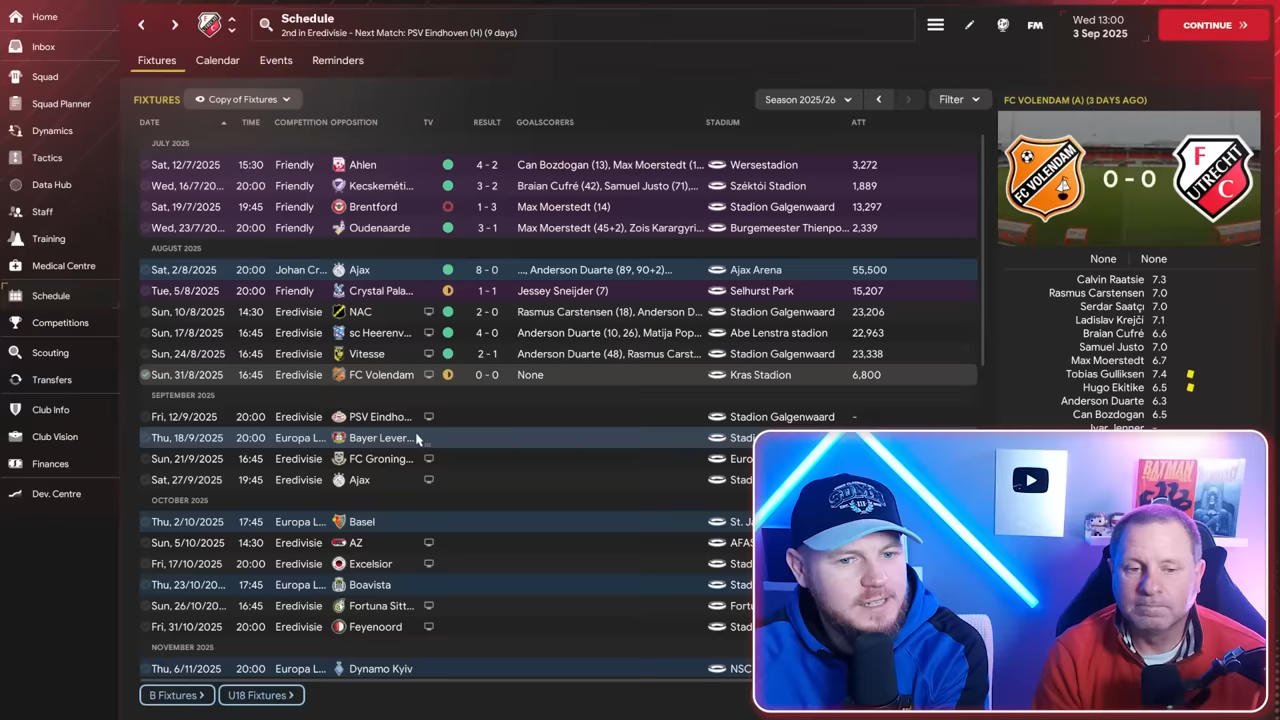 Home
Inbox
Squad
Squad Planner
Dynamics
Tactics
Data Hub
Staff
Training
Medical Centre
Schedule
Competitions
Scouting
Transfers
Club Info
Club Vision
Finances
Dev. Centre
Schedule
2nd in Eredivisie - Next Match: PSV Eindhoven (H) (9 days)
FM
Wed 13:00
3 Sep 2025
CONTINUE
Fixtures Calendar Events Reminders
FIXTURES Copy of Fixtures Season 2025/26 Filter
DATE TIME COMPETITION OPPOSITION TV RESULT GOALSCORERS STADIUM ATT
JULY 2025
Sat, 12/7/2025 15:30 Friendly Ahlen 4 - 2 Can Bozdogan (13), Max Moerstedt (1... Wersestadion 3,272
Wed, 16/7/20... 20:00 Friendly Kecskeméti... 3 - 2 Braian Cufré (42), Samuel Justo (71),... Széktói Stadion 1,889
Sat, 19/7/2025 19:45 Friendly Brentford 1 - 3 Max Moerstedt (14) Stadion Galgenwaard 13,297
Wed, 23/7/20... 20:00 Friendly Oudenaarde 3 - 1 Max Moerstedt (45+2), Zois Karargyri... Burgemeester Thienpo... 2,339
AUGUST 2025
Sat, 2/8/2025 20:00 Johan Cr... Ajax 8 - 0 ..., Anderson Duarte (89, 90+2)... Ajax Arena 55,500
Tue, 5/8/2025 20:00 Friendly Crystal Pala... 1 - 1 Jessey Sneijder (7) Selhurst Park 15,207
Sun, 10/8/2025 14:30 Eredivisie NAC 2 - 0 Rasmus Carstensen (18), Anderson D... Stadion Galgenwaard 23,206
Sun, 17/8/2025 16:45 Eredivisie sc Heerenv... 4 - 0 Anderson Duarte (10, 26), Matija Pop... Abe Lenstra stadion 22,963
Sun, 24/8/2025 16:45 Eredivisie Vitesse 2 - 1 Anderson Duarte (48), Rasmus Carst... Stadion Galgenwaard 23,338
Sun, 31/8/2025 16:45 Eredivisie FC Volendam 0 - 0 None Kras Stadion 6,800
SEPTEMBER 2025
Fri, 12/9/2025 20:00 Eredivisie PSV Eindho... Stadion Galgenwaard -
Thu, 18/9/2025 20:00 Europa L... Bayer Lever... Stadi
Sun, 21/9/2025 16:45 Eredivisie FC Groning... Euro
Sat, 27/9/2025 19:45 Eredivisie Ajax Stad
OCTOBER 2025
Thu, 2/10/2025 17:45 Europa L... Basel St. J
Sun, 5/10/2025 14:30 Eredivisie AZ AFAS
Fri, 17/10/2025 20:00 Eredivisie Excelsior Stad
Thu, 23/10/20... 17:45 Europa L... Boavista Stad
Sun, 26/10/20... 16:45 Eredivisie Fortuna Sitt... Fort
Fri, 31/10/2025 20:00 Eredivisie Feyenoord Stad
NOVEMBER 2025
Thu, 6/11/2025 20:00 Europa L... Dynamo Kyiv NSC
B Fixtures U18 Fixtures
FC VOLENDAM (A) (3 DAYS AGO)
FC VOLENDAM
0 - 0
F UTRECHT C
None None
Calvin Raatsie 7.3
Rasmus Carstensen 7.0
Serdar Saatçı 7.0
Ladislav Krejčí 7.1
Braian Cufré 6.6
Samuel Justo 7.0
Max Moerstedt 6.7
Tobias Gulliksen 7.4
Hugo Ekitike 6.5
Anderson Duarte 6.3
Can Bozdogan 6.5
Ivar Jenner -
BATMAN